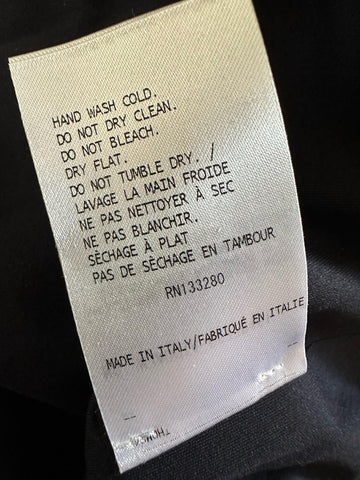 HAND WASH COLD.
DO NOT DRY CLEAN.
DO NOT BLEACH.
DRY FLAT.
DO NOT TUMBLE DRY. /
LAVAGE LA MAIN FROIDE
NE PAS NETTOYER À SEC
NE PAS BLANCHIR.
SÈCHAGE À PLAT
PAS DE SÈCHAGE EN TAMBOUR
RN133280
MADE IN ITALY/FABRIQUÉ EN ITALIE